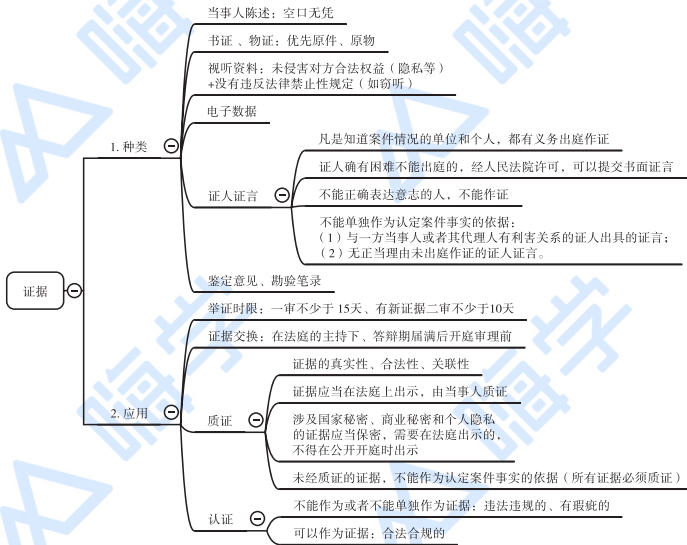 当事人陈述：空口无凭
书证、物证：优先原件、原物
视听资料：未侵害对方合法权益（隐私等）
+没有违反法律禁止性规定（如窃听）
电子数据
1. 种类
凡是知道案件情况的单位和个人，都有义务出庭作证
证人确有困难不能出庭的，经人民法院许可，可以提交书面证言
证人证言
不能正确表达意志的人，不能作证
不能单独作为认定案件事实的依据：
（1）与一方当事人或者其代理人有利害关系的证人出具的证言；
（2）无正当理由未出庭作证的证人证言。
鉴定意见、勘验笔录
证据
举证时限：一审不少于 15天、有新证据二审不少于10天
证据交换：在法庭的主持下、答辩期届满后开庭审理前
2. 应用
证据的真实性、合法性、关联性
证据应当在法庭上出示，由当事人质证
质证
涉及国家秘密、商业秘密和个人隐私
的证据应当保密，需要在法庭出示的，
不得在公开开庭时出示
未经质证的证据，不能作为认定案件事实的依据（所有证据必须质证）
认证
不能作为或者不能单独作为证据：违法违规的、有瑕疵的
可以作为证据：合法合规的
嗨学
嗨学
嗨学
嗨学